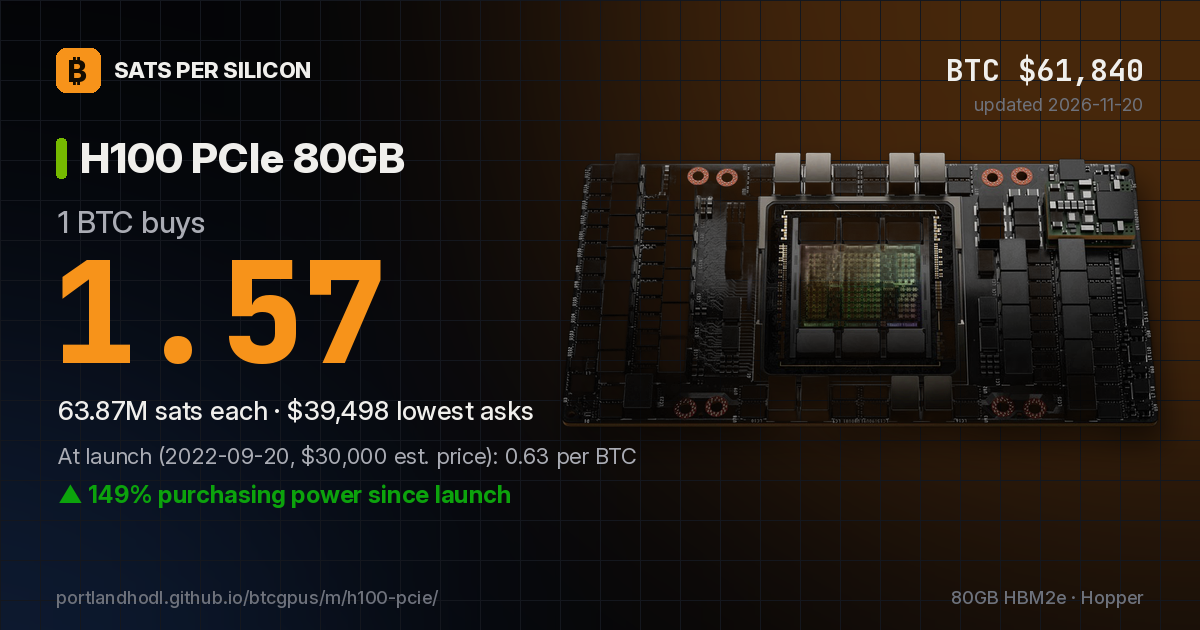 ₿ SATS PER SILICON
BTC $61,840
updated 2026-11-20
H100 PCIe 80GB
1 BTC buys
1.57
63.87M sats each · $39,498 lowest asks
At launch (2022-09-20, $30,000 est. price): 0.63 per BTC
▲ 149% purchasing power since launch
portlandhodl.github.io/btcgpus/m/h100-pcie/
80GB HBM2e · Hopper